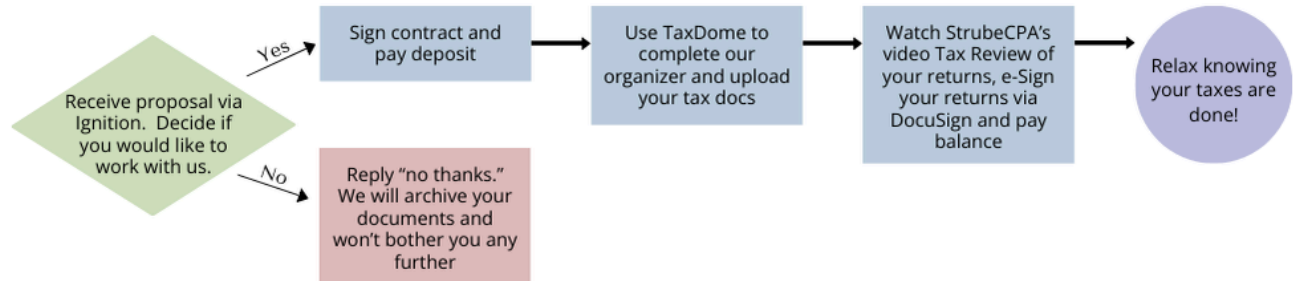 Receive proposal via
Ignition.  Decide if
you would like to
work with us.
Yes
Sign contract and
pay deposit
No
Reply “no thanks.”
We will archive your
documents and
won’t bother you any
further
Use TaxDome to
complete our
organizer and upload
your tax docs
Watch StrubeCPA’s
video Tax Review of
your returns, e-Sign
your returns via
DocuSign and pay
balance
Relax knowing
your taxes are
done!